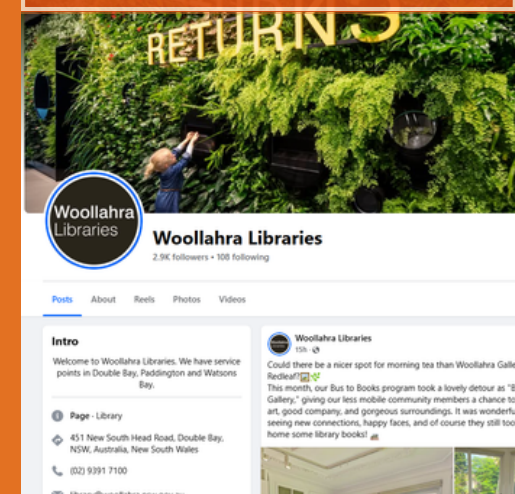 RETURNS
Woollahra
Libraries
Woollahra Libraries
2.9K followers • 108 following
Posts About Reels Photos Videos
Intro
Welcome to Woollahra Libraries. We have service
points in Double Bay, Paddington and Watsons
Bay.
Page · Library
451 New South Head Road, Double Bay,
NSW, Australia, New South Wales
(02) 9391 7100
Woollahra Libraries
15h
Could there be a nicer spot for morning tea than Woollahra Galle
Redleaf?
This month, our Bus to Books program took a lovely detour as "B
Gallery," giving our less mobile community members a chance to
art, good company, and gorgeous surroundings. It was wonderfu
seeing new connections, happy faces, and of course they still too
home some library books!